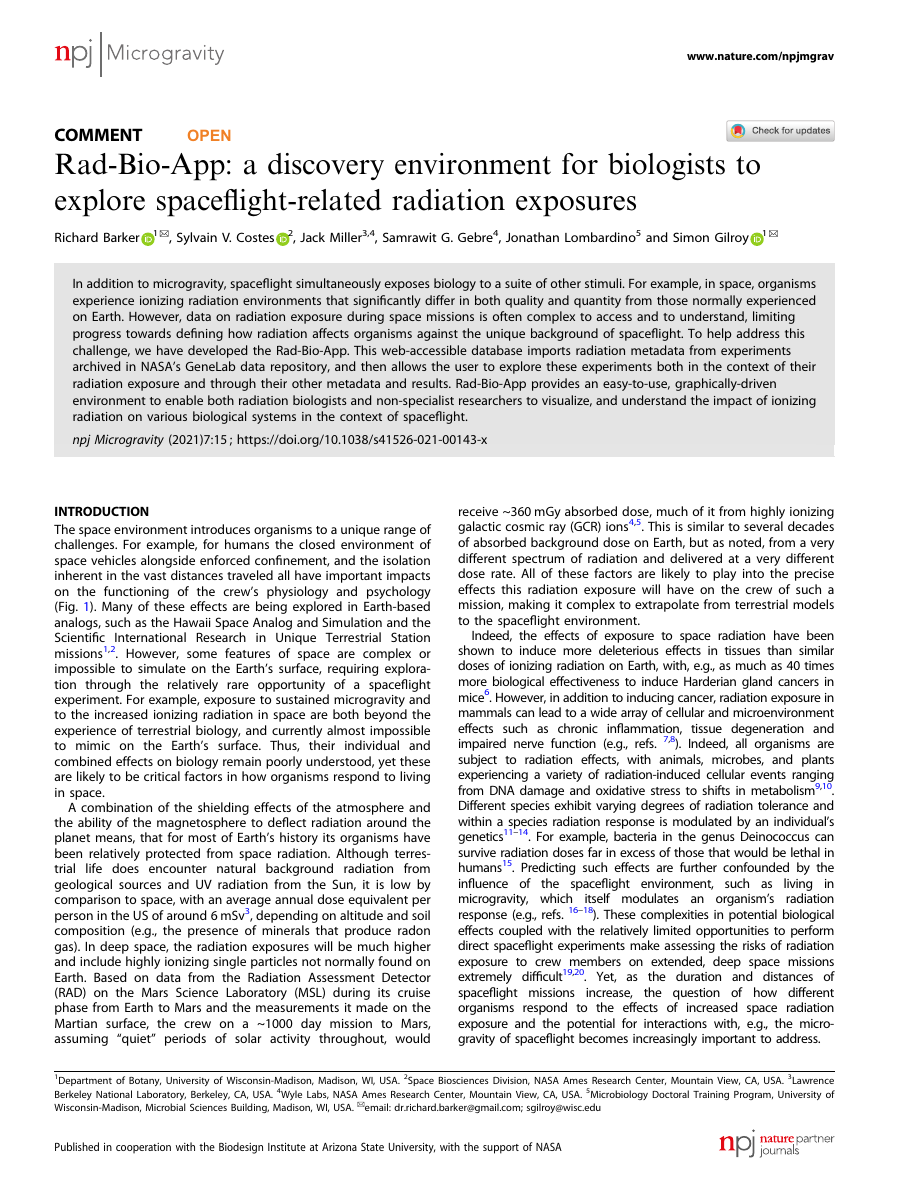 npj | Microgravity
www.nature.com/npjmgrav
COMMENT OPEN
Check for updates
Rad-Bio-App: a discovery environment for biologists to
explore spaceflight-related radiation exposures
Richard Barker iD 1✉, Sylvain V. Costes iD 2, Jack Miller3,4, Samrawit G. Gebre4, Jonathan Lombardino5 and Simon Gilroy iD 1✉
In addition to microgravity, spaceflight simultaneously exposes biology to a suite of other stimuli. For example, in space, organisms
experience ionizing radiation environments that significantly differ in both quality and quantity from those normally experienced
on Earth. However, data on radiation exposure during space missions is often complex to access and to understand, limiting
progress towards defining how radiation affects organisms against the unique background of spaceflight. To help address this
challenge, we have developed the Rad-Bio-App. This web-accessible database imports radiation metadata from experiments
archived in NASA's GeneLab data repository, and then allows the user to explore these experiments both in the context of their
radiation exposure and through their other metadata and results. Rad-Bio-App provides an easy-to-use, graphically-driven
environment to enable both radiation biologists and non-specialist researchers to visualize, and understand the impact of ionizing
radiation on various biological systems in the context of spaceflight.
npj Microgravity (2021)7:15 ; https://doi.org/10.1038/s41526-021-00143-x
INTRODUCTION
The space environment introduces organisms to a unique range of
challenges. For example, for humans the closed environment of
space vehicles alongside enforced confinement, and the isolation
inherent in the vast distances traveled all have important impacts
on the functioning of the crew's physiology and psychology
(Fig. 1). Many of these effects are being explored in Earth-based
analogs, such as the Hawaii Space Analog and Simulation and the
Scientific International Research in Unique Terrestrial Station
missions1,2. However, some features of space are complex or
impossible to simulate on the Earth's surface, requiring explora-
tion through the relatively rare opportunity of a spaceflight
experiment. For example, exposure to sustained microgravity and
to the increased ionizing radiation in space are both beyond the
experience of terrestrial biology, and currently almost impossible
to mimic on the Earth's surface. Thus, their individual and
combined effects on biology remain poorly understood, yet these
are likely to be critical factors in how organisms respond to living
in space.
A combination of the shielding effects of the atmosphere and
the ability of the magnetosphere to deflect radiation around the
planet means, that for most of Earth's history its organisms have
been relatively protected from space radiation. Although terres-
trial life does encounter natural background radiation from
geological sources and UV radiation from the Sun, it is low by
comparison to space, with an average annual dose equivalent per
person in the US of around 6 mSv3, depending on altitude and soil
composition (e.g., the presence of minerals that produce radon
gas). In deep space, the radiation exposures will be much higher
and include highly ionizing single particles not normally found on
Earth. Based on data from the Radiation Assessment Detector
(RAD) on the Mars Science Laboratory (MSL) during its cruise
phase from Earth to Mars and the measurements it made on the
Martian surface, the crew on a ~1000 day mission to Mars,
assuming "quiet" periods of solar activity throughout, would
receive ~360 mGy absorbed dose, much of it from highly ionizing
galactic cosmic ray (GCR) ions4,5. This is similar to several decades
of absorbed background dose on Earth, but as noted, from a very
different spectrum of radiation and delivered at a very different
dose rate. All of these factors are likely to play into the precise
effects this radiation exposure will have on the crew of such a
mission, making it complex to extrapolate from terrestrial models
to the spaceflight environment.
Indeed, the effects of exposure to space radiation have been
shown to induce more deleterious effects in tissues than similar
doses of ionizing radiation on Earth, with, e.g., as much as 40 times
more biological effectiveness to induce Harderian gland cancers in
mice6. However, in addition to inducing cancer, radiation exposure in
mammals can lead to a wide array of cellular and microenvironment
effects such as chronic inflammation, tissue degeneration and
impaired nerve function (e.g., refs. 7,8). Indeed, all organisms are
subject to radiation effects, with animals, microbes, and plants
experiencing a variety of radiation-induced cellular events ranging
from DNA damage and oxidative stress to shifts in metabolism9,10.
Different species exhibit varying degrees of radiation tolerance and
within a species radiation response is modulated by an individual's
genetics11–14. For example, bacteria in the genus Deinococcus can
survive radiation doses far in excess of those that would be lethal in
humans15. Predicting such effects are further confounded by the
influence of the spaceflight environment, such as living in
microgravity, which itself modulates an organism's radiation
response (e.g., refs. 16–18). These complexities in potential biological
effects coupled with the relatively limited opportunities to perform
direct spaceflight experiments make assessing the risks of radiation
exposure to crew members on extended, deep space missions
extremely difficult19,20. Yet, as the duration and distances of
spaceflight missions increase, the question of how different
organisms respond to the effects of increased space radiation
exposure and the potential for interactions with, e.g., the micro-
gravity of spaceflight becomes increasingly important to address.
1Department of Botany, University of Wisconsin-Madison, Madison, WI, USA. 2Space Biosciences Division, NASA Ames Research Center, Mountain View, CA, USA. 3Lawrence
Berkeley National Laboratory, Berkeley, CA, USA. 4Wyle Labs, NASA Ames Research Center, Mountain View, CA, USA. 5Microbiology Doctoral Training Program, University of
Wisconsin-Madison, Microbial Sciences Building, Madison, WI, USA. ✉email: dr.richard.barker@gmail.com; sgilroy@wisc.edu
Published in cooperation with the Biodesign Institute at Arizona State University, with the support of NASA
npj nature partner
journals